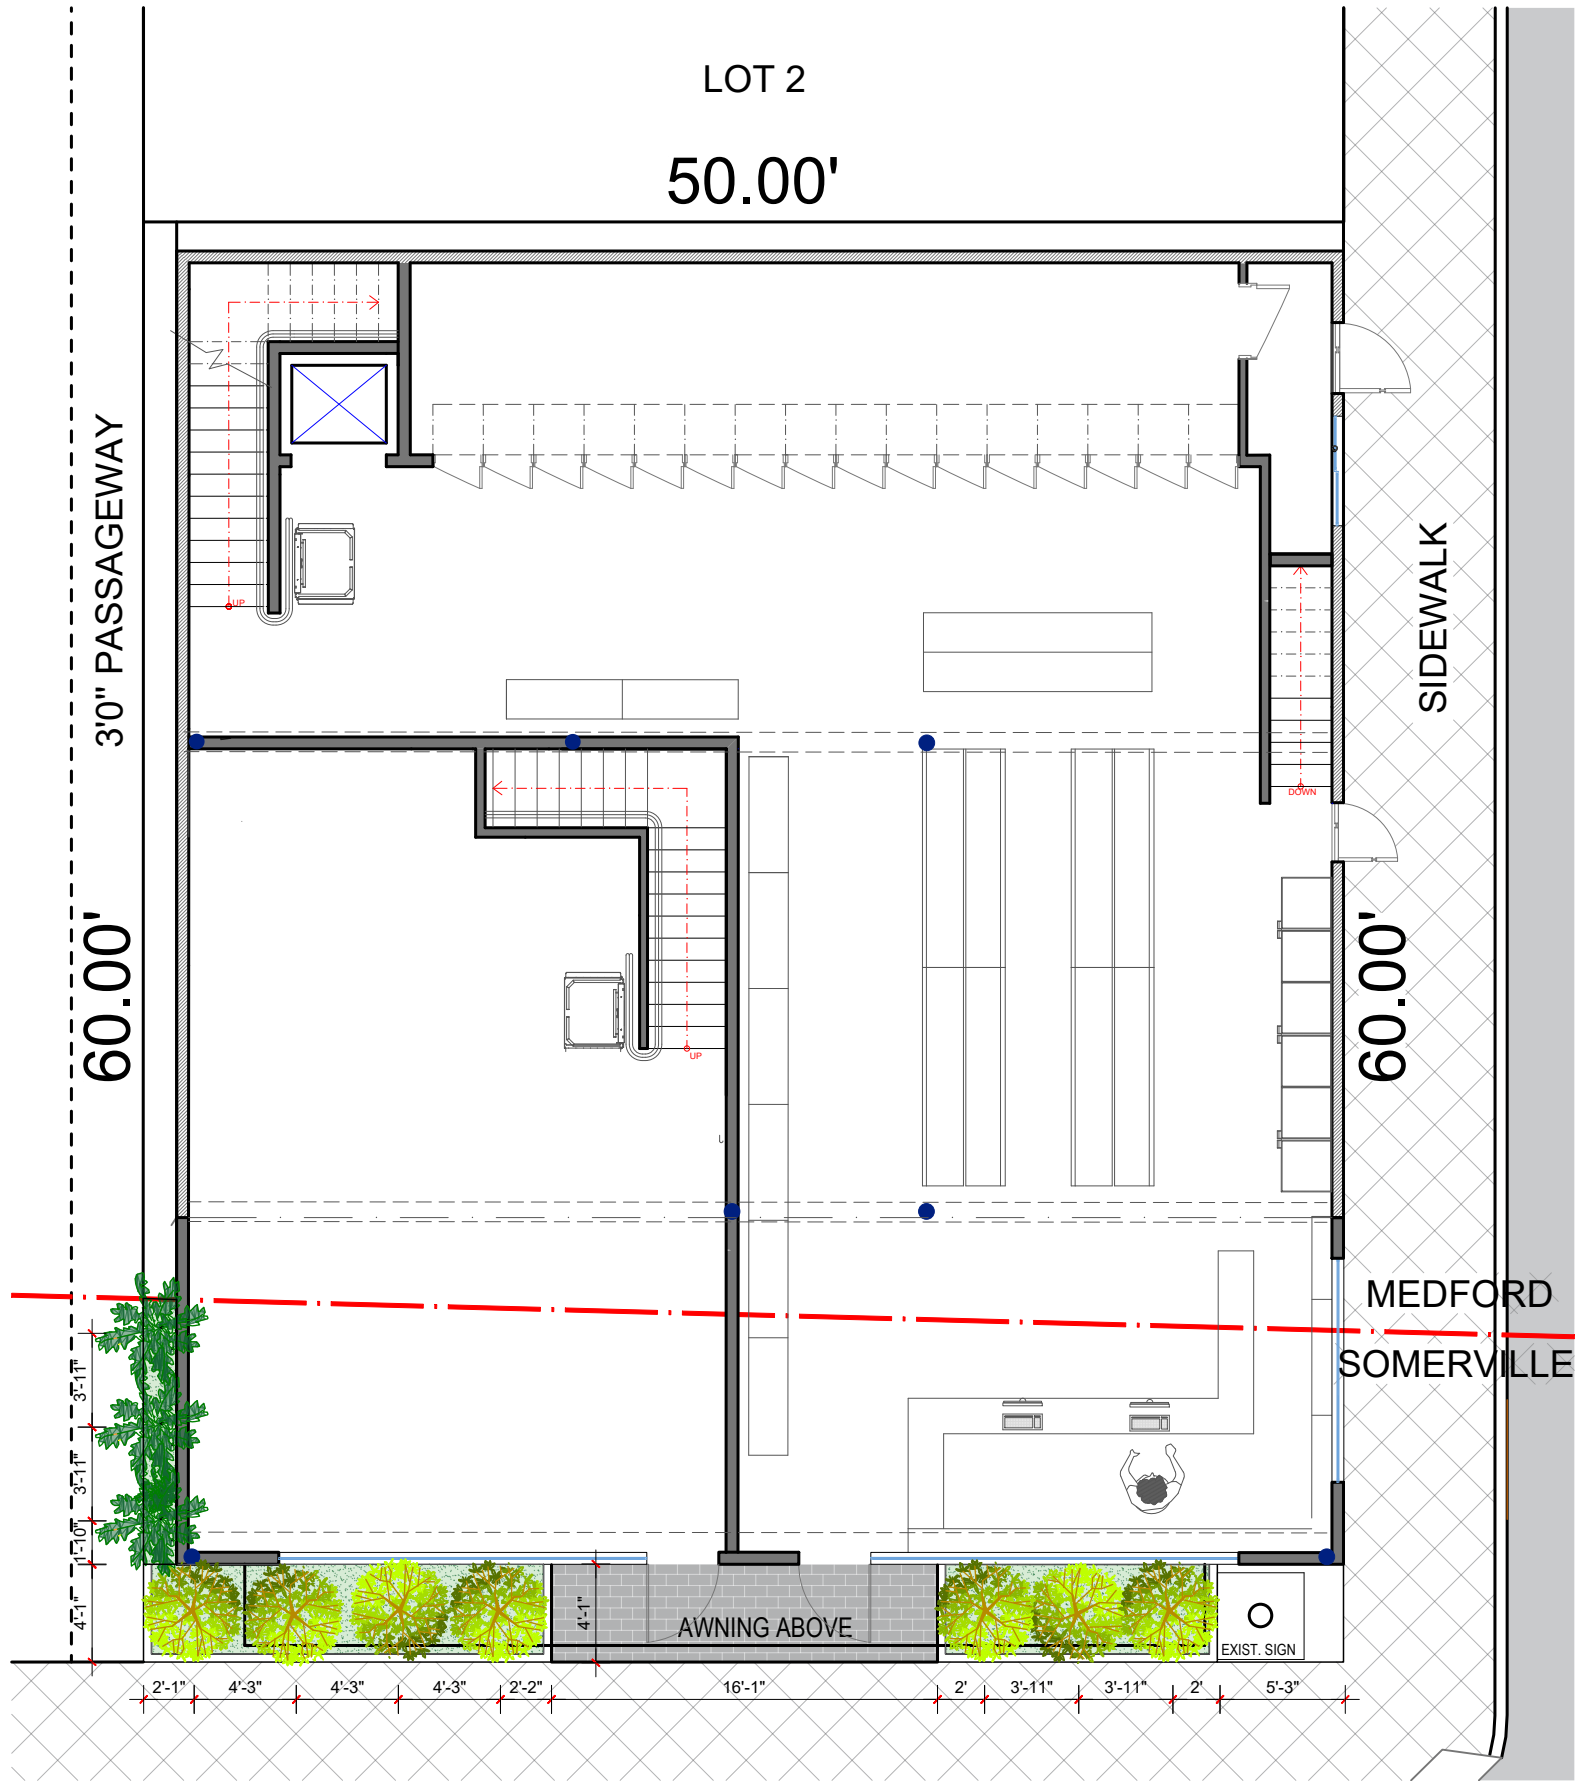 LOT 2
50.00'
3'0" PASSAGEWAY
SIDEWALK
UP
DOWN
60.00'
60.00'
UP
MEDFORD
SOMERVILLE
3'-11"
3'-11"
1'-10"
4'-1"
4'-1"
AWNING ABOVE
EXIST. SIGN
2'-1"
4'-3"
4'-3"
4'-3"
2'-2"
16'-1"
2'
3'-11"
3'-11"
2'
5'-3"